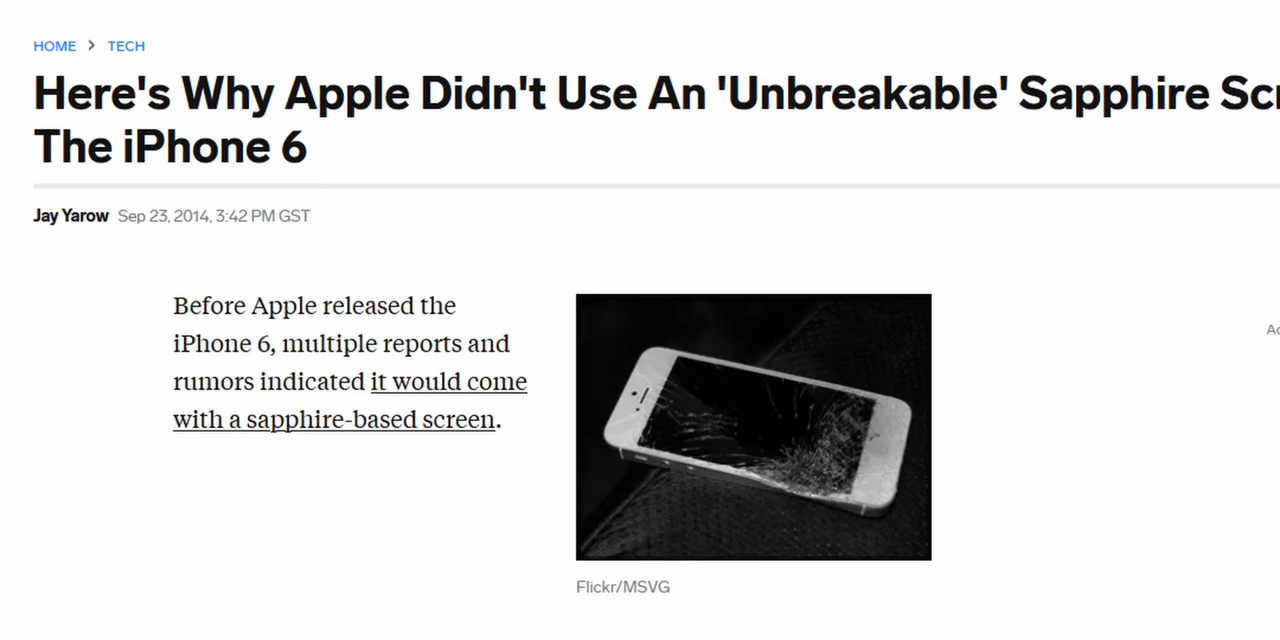 HOME > TECH
Here's Why Apple Didn't Use An 'Unbreakable' Sapphire
The iPhone 6
Jay Yarow Sep 23, 2014, 3:42 PM GST
Before Apple released the
iPhone 6, multiple reports and
rumors indicated it would come
with a sapphire-based screen.
Flickr/MSVG